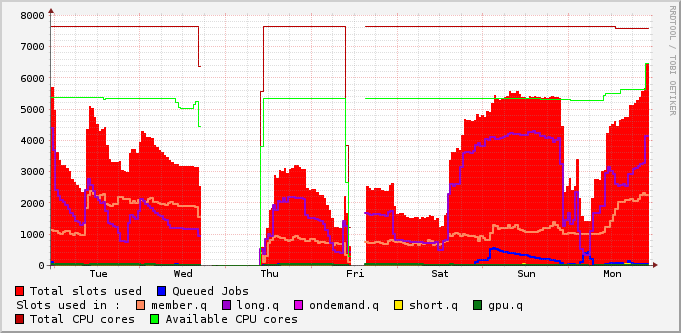 8000
7000
6000
5000
4000
3000
2000
1000
0
Tue Wed Thu Fri Sat Sun Mon
RRDTOOL / TOBI OETIKER
Total slots used Queued Jobs
Slots used in : member.q long.q ondemand.q short.q gpu.q
Total CPU cores Available CPU cores